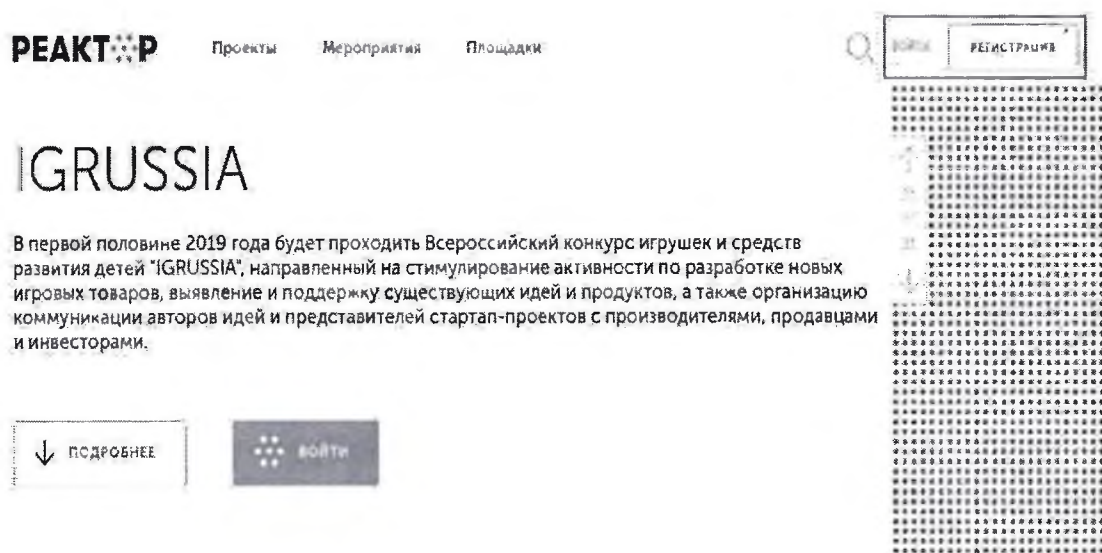 РЕАКТОР Проекты Мероприятия Площадки ВОЙТИ РЕГИСТРАЦИЯ
IGRUSSIA
В первой половине 2019 года будет проходить Всероссийский конкурс игрушек и средств
развития детей "IGRUSSIA", направленный на стимулирование активности по разработке новых
игровых товаров, выявление и поддержку существующих идей и продуктов, а также организацию
коммуникации авторов идей и представителей стартап-проектов с производителями, продавцами
и инвесторами.
ПОДРОБНЕЕ ВОЙТИ